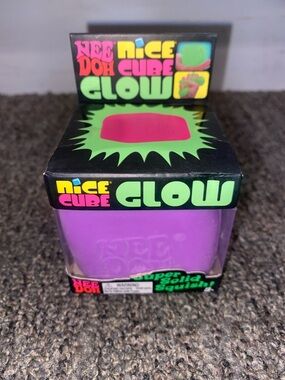 NEE DOH
NICE CUBE
GLOW
NICE CUBE GLOW
NEE DOH
NEE DOH
Super Solid Squish!